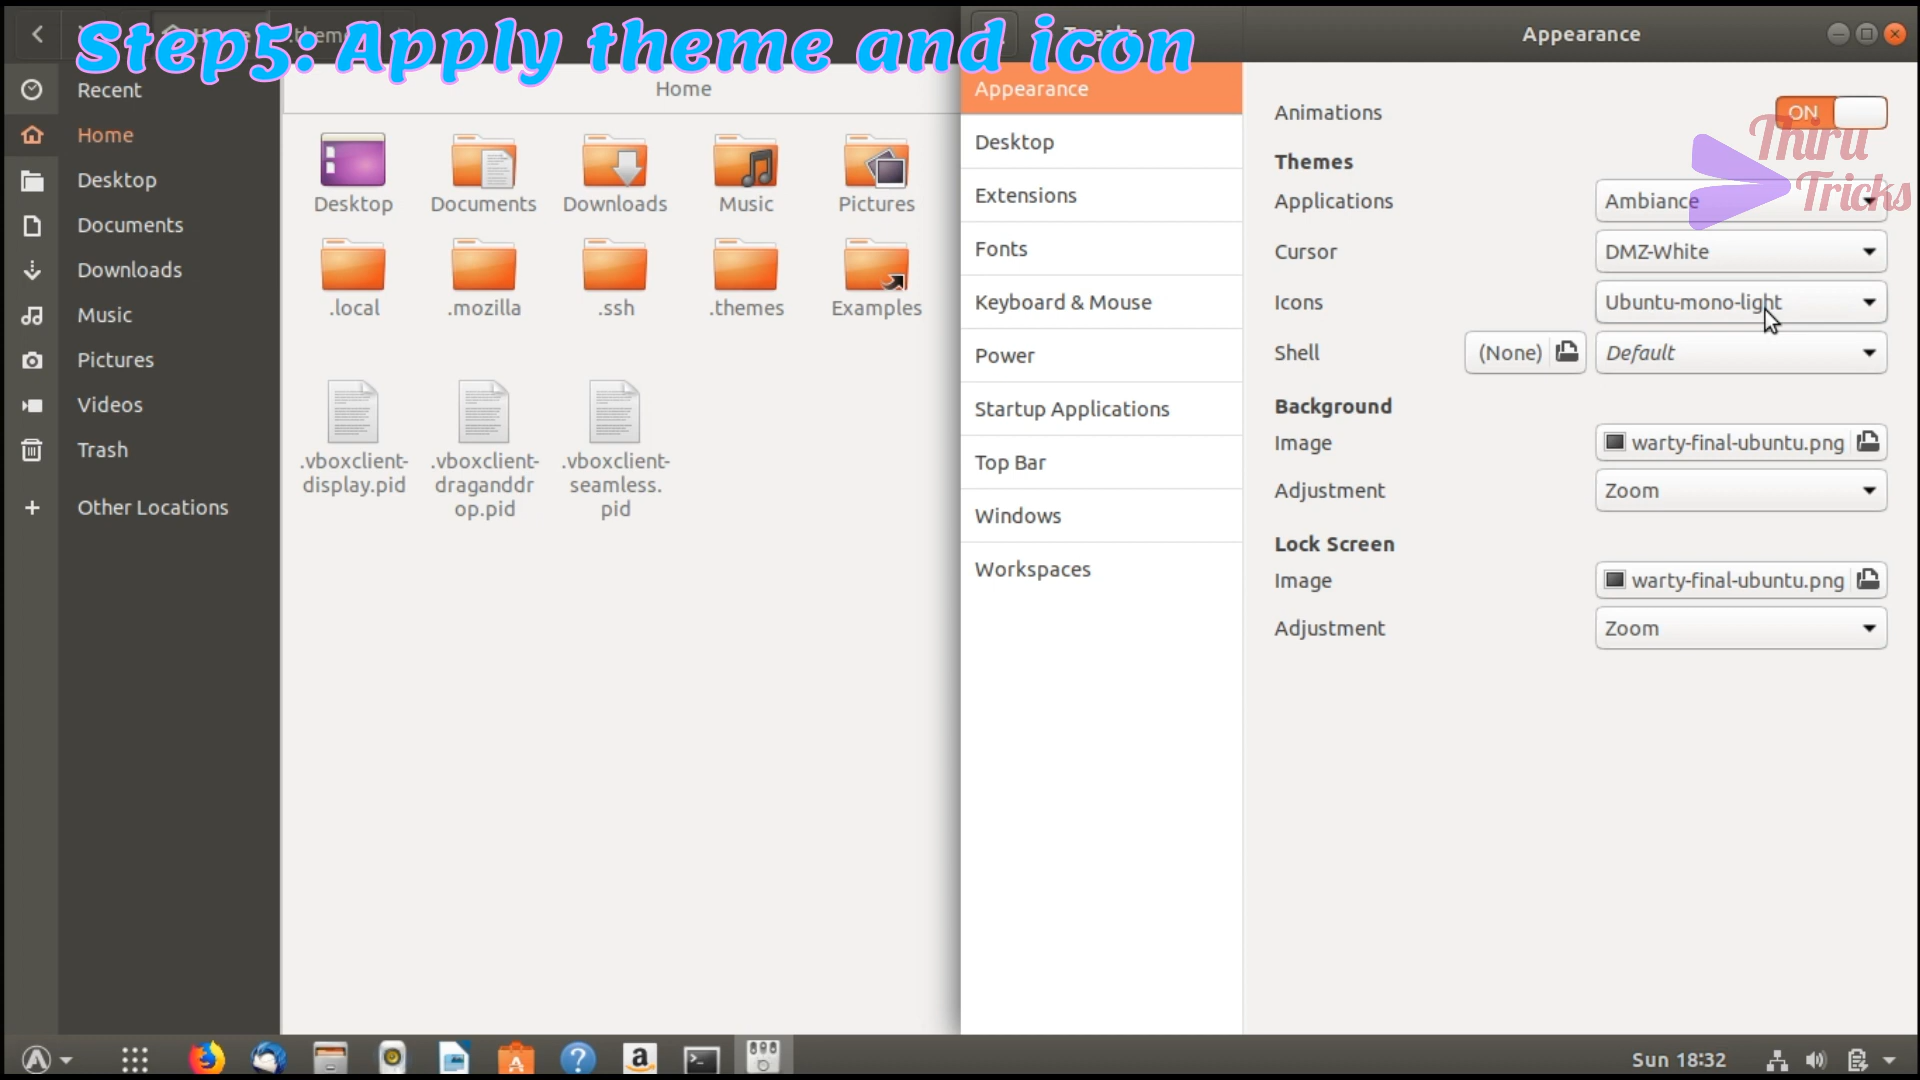 Step5: Apply theme and icon
Appearance
Recent
Home
Desktop
Documents
Downloads
Music
Pictures
Videos
Trash
Other Locations
Home
Desktop
Documents
Downloads
Music
Pictures
.local
.mozilla
.ssh
.themes
Examples
.vboxclient-
display.pid
.vboxclient-
draganddr
op.pid
.vboxclient-
seamless.
pid
Appearance
Desktop
Extensions
Fonts
Keyboard & Mouse
Power
Startup Applications
Top Bar
Windows
Workspaces
Animations
ON
Thiru
Tricks
Themes
Applications
Ambiance
Cursor
DMZ-White
Icons
Ubuntu-mono-light
Shell
(None)
Default
Background
Image
warty-final-ubuntu.png
Adjustment
Zoom
Lock Screen
Image
warty-final-ubuntu.png
Adjustment
Zoom
Sun 18:32